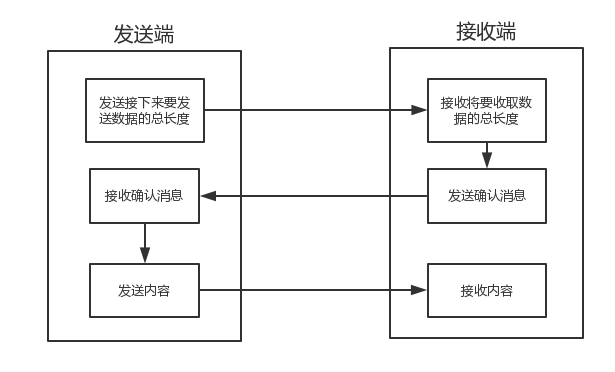 发送端
接收端
发送接下来要发
送数据的总长度
接收将要收取数
据的总长度
接收确认消息
发送确认消息
发送内容
接收内容